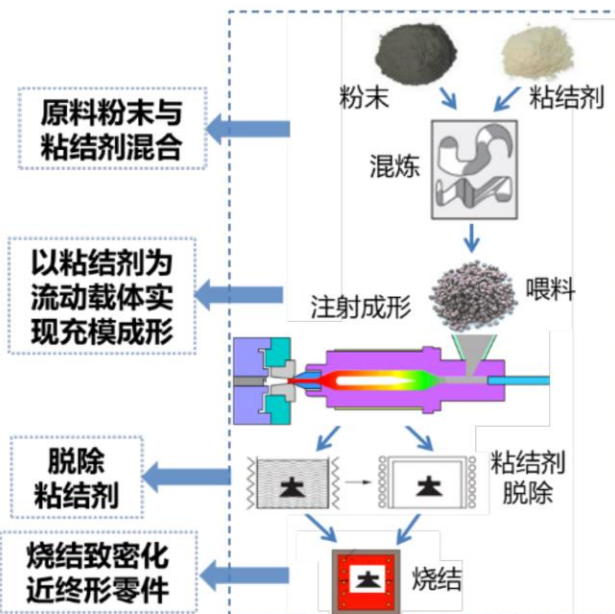 粉末
粘结剂
原料粉末与
粘结剂混合
混炼
以粘结剂为
流动载体实
现充模成形
喂料
注射成形
脱除
粘结剂
粘结剂
脱除
烧结致密化
近终形零件
烧结